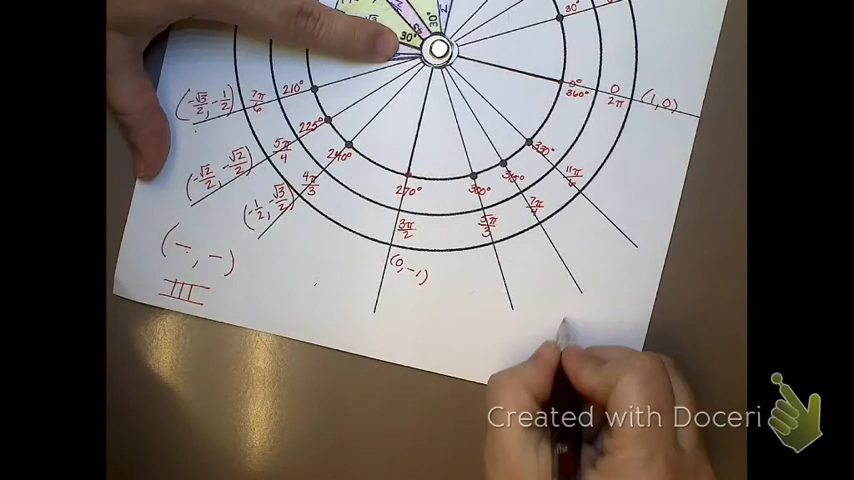 30°
30°
30°
0°
360°
0
2π
(1,0)
(-√3/2, -1/2)
7π/6
210°
(-√2/2, -√2/2)
5π/4
225°
(-1/2, -√3/2)
4π/3
240°
270°
3π/2
(0,-1)
300°
5π/3
315°
7π/4
330°
11π/6
(-,-)
III
Created with Doceri